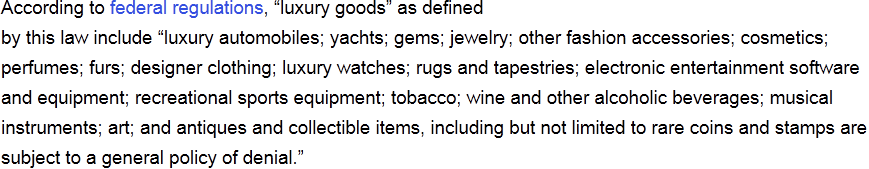 According to federal regulations, “luxury goods” as defined
by this law include “luxury automobiles; yachts; gems; jewelry; other fashion accessories; cosmetics;
perfumes; furs; designer clothing; luxury watches; rugs and tapestries; electronic entertainment software
and equipment; recreational sports equipment; tobacco; wine and other alcoholic beverages; musical
instruments; art; and antiques and collectible items, including but not limited to rare coins and stamps are
subject to a general policy of denial.”